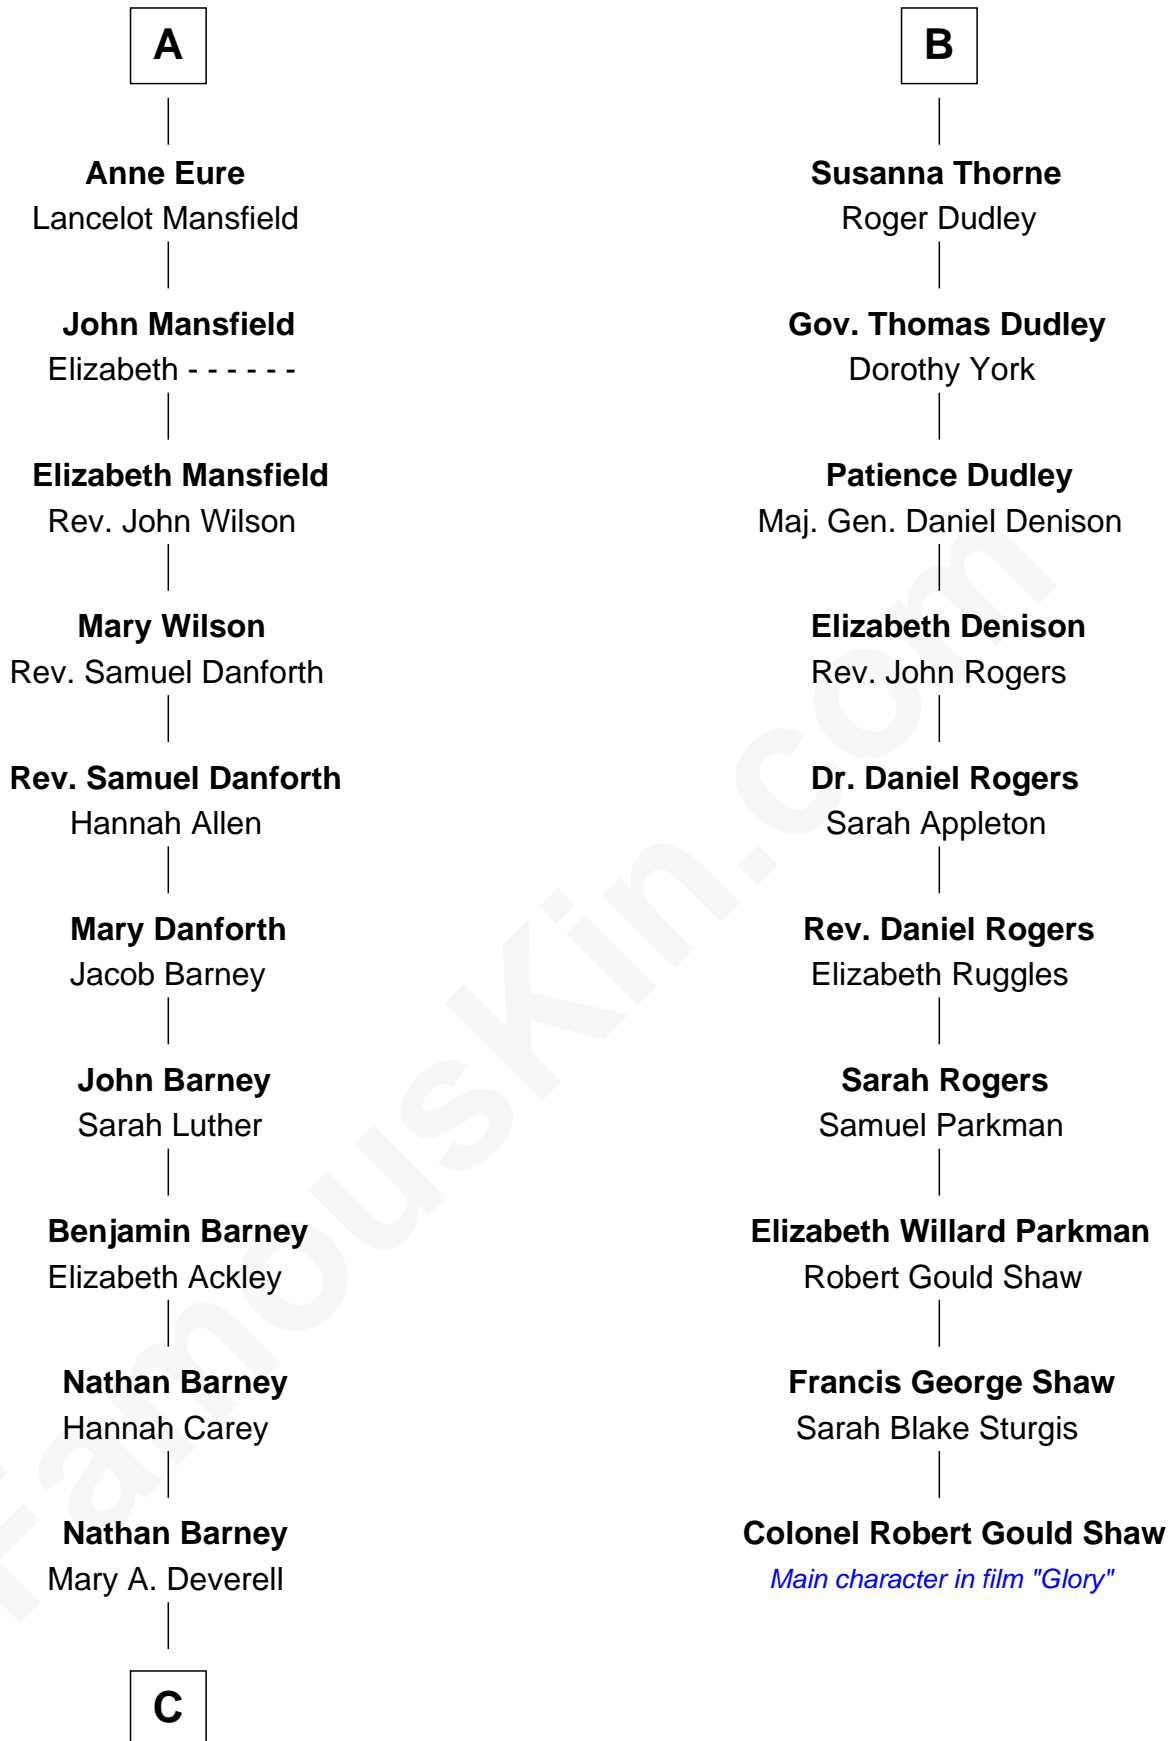 A
Anne Eure
Lancelot Mansfield
John Mansfield
Elizabeth - - - - - -
Elizabeth Mansfield
Rev. John Wilson
Mary Wilson
Rev. Samuel Danforth
Rev. Samuel Danforth
Hannah Allen
Mary Danforth
Jacob Barney
John Barney
Sarah Luther
Benjamin Barney
Elizabeth Ackley
Nathan Barney
Hannah Carey
Nathan Barney
Mary A. Deverell
C
B
Susanna Thorne
Roger Dudley
Gov. Thomas Dudley
Dorothy York
Patience Dudley
Maj. Gen. Daniel Denison
Elizabeth Denison
Rev. John Rogers
Dr. Daniel Rogers
Sarah Appleton
Rev. Daniel Rogers
Elizabeth Ruggles
Sarah Rogers
Samuel Parkman
Elizabeth Willard Parkman
Robert Gould Shaw
Francis George Shaw
Sarah Blake Sturgis
Colonel Robert Gould Shaw
Main character in film "Glory"
FamousKin.com